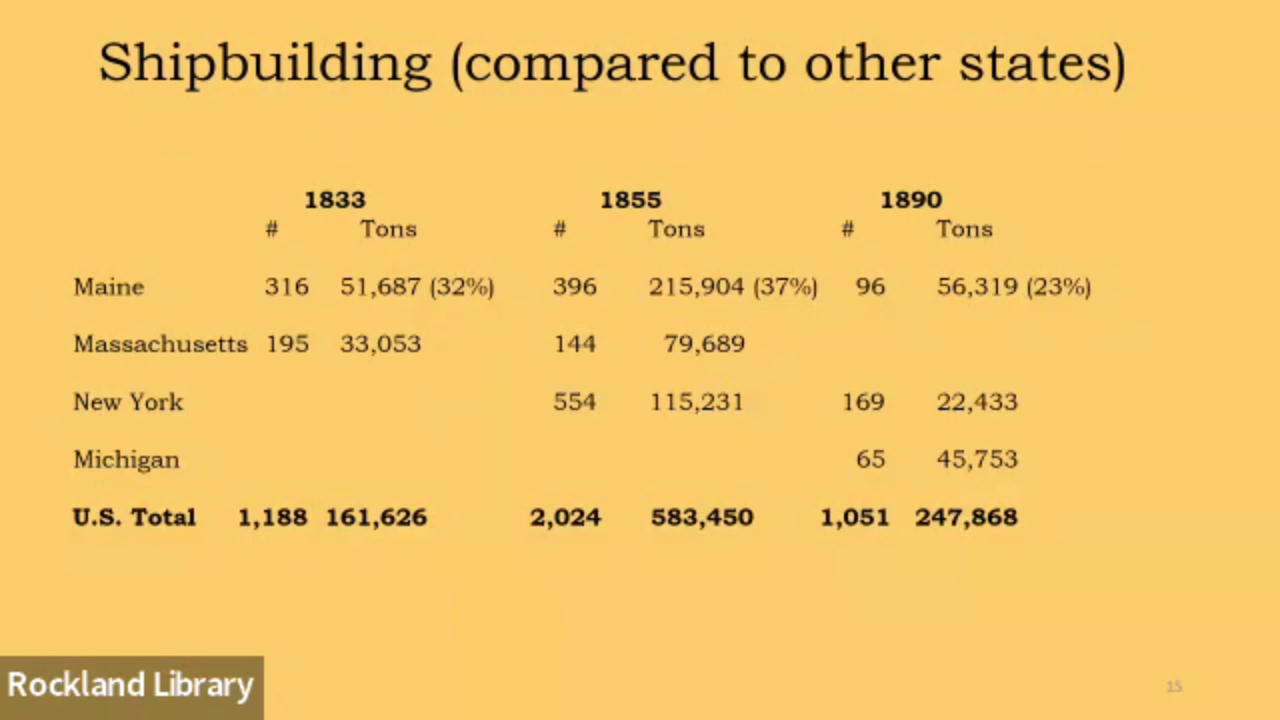 Shipbuilding (compared to other states)
1833 1855 1890
# Tons # Tons # Tons
Maine 316 51,687 (32%) 396 215,904 (37%) 96 56,319 (23%)
Massachusetts 195 33,053 144 79,689
New York 554 115,231 169 22,433
Michigan 65 45,753
U.S. Total 1,188 161,626 2,024 583,450 1,051 247,868
Rockland Library
15